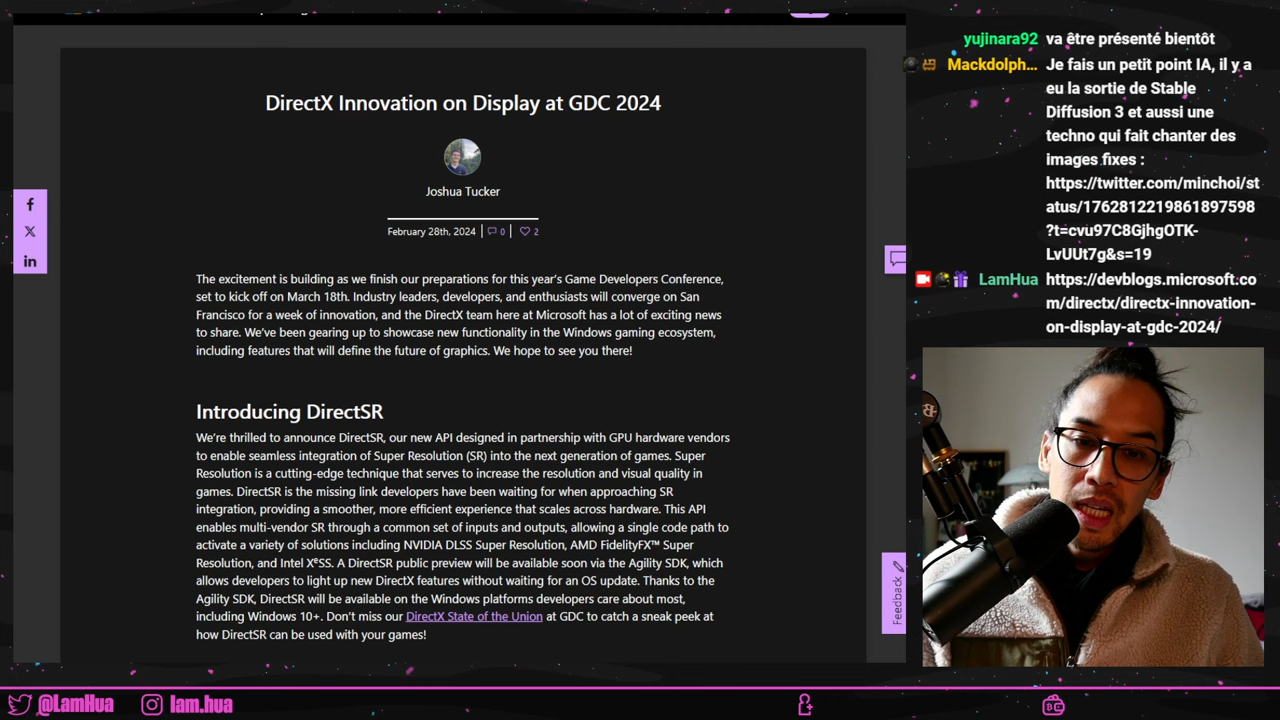 DirectX Innovation on Display at GDC 2024
Joshua Tucker
February 28th, 2024
0
2
The excitement is building as we finish our preparations for this year's Game Developers Conference,
set to kick off on March 18th. Industry leaders, developers, and enthusiasts will converge on San
Francisco for a week of innovation, and the DirectX team here at Microsoft has a lot of exciting news
to share. We've been gearing up to showcase new functionality in the Windows gaming ecosystem,
including features that will define the future of graphics. We hope to see you there!
Introducing DirectSR
We're thrilled to announce DirectSR, our new API designed in partnership with GPU hardware vendors
to enable seamless integration of Super Resolution (SR) into the next generation of games. Super
Resolution is a cutting-edge technique that serves to increase the resolution and visual quality in
games. DirectSR is the missing link developers have been waiting for when approaching SR
integration, providing a smoother, more efficient experience that scales across hardware. This API
enables multi-vendor SR through a common set of inputs and outputs, allowing a single code path to
activate a variety of solutions including NVIDIA DLSS Super Resolution, AMD FidelityFX™ Super
Resolution, and Intel XᵉSS. A DirectSR public preview will be available soon via the Agility SDK, which
allows developers to light up new DirectX features without waiting for an OS update. Thanks to the
Agility SDK, DirectSR will be available on the Windows platforms developers care about most,
including Windows 10+. Don't miss our DirectX State of the Union at GDC to catch a sneak peek at
how DirectSR can be used with your games!
Feedback
yujinara92 va être présenté bientôt
Mackdolph… Je fais un petit point IA, il y a
eu la sortie de Stable
Diffusion 3 et aussi une
techno qui fait chanter des
images fixes :
https://twitter.com/minchoi/st
atus/1762812219861897598
?t=cvu97C8GjhgOTK-
LvUUt7g&s=19
LamHua https://devblogs.microsoft.co
m/directx/directx-innovation-
on-display-at-gdc-2024/
@LamHua
lam.hua